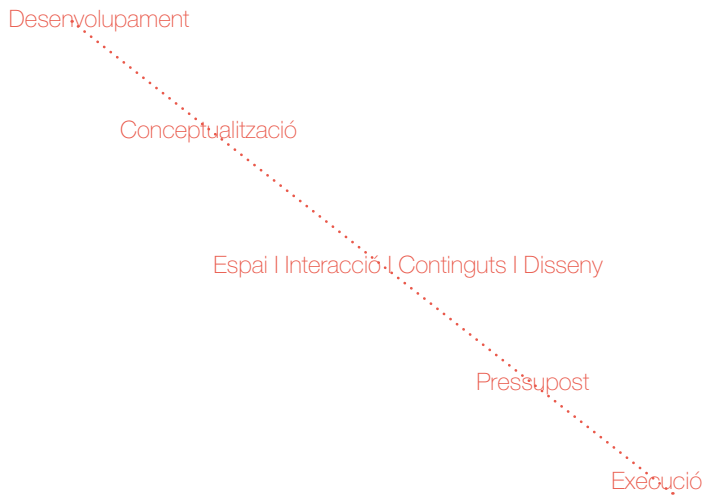 Desenvolupament
Conceptualització
Espai I Interacció I Continguts I Disseny
Pressupost
Execució